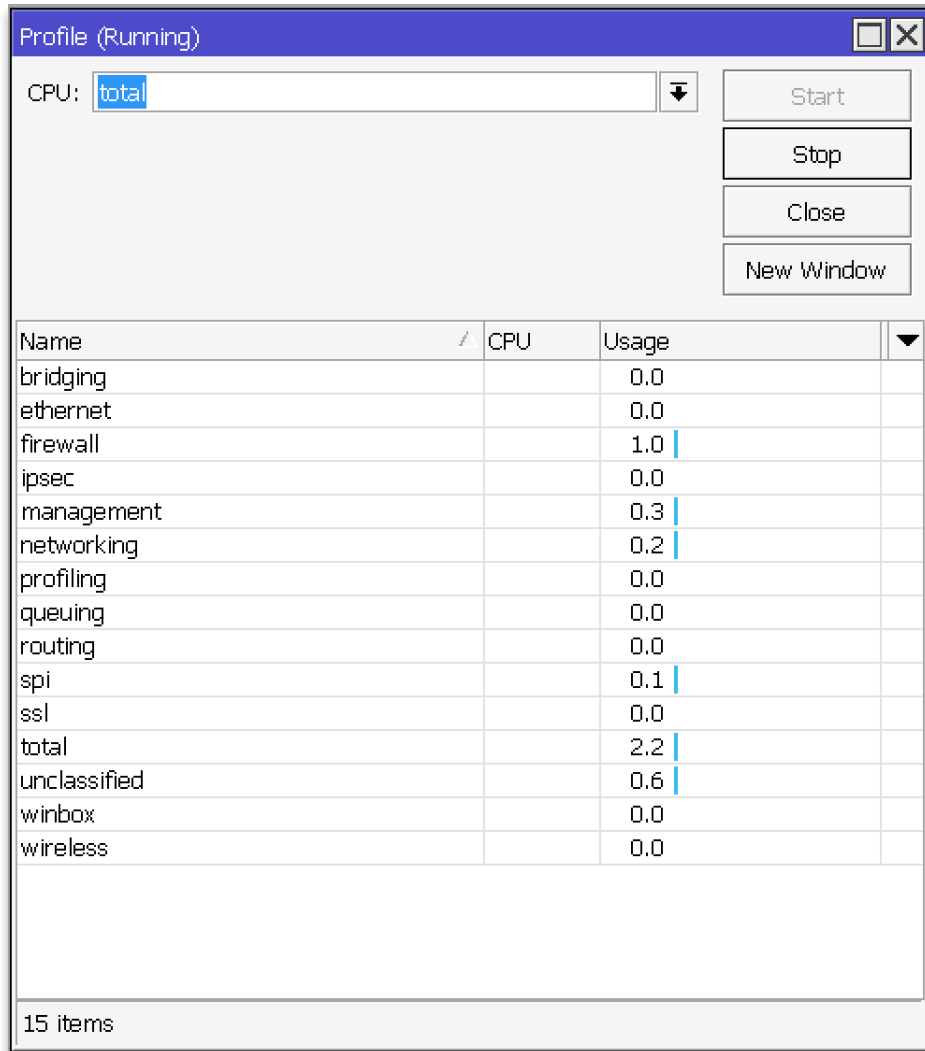 Profile (Running)
CPU: total
Start
Stop
Close
New Window
Name CPU Usage
bridging 0.0
ethernet 0.0
firewall 1.0
ipsec 0.0
management 0.3
networking 0.2
profiling 0.0
queuing 0.0
routing 0.0
spi 0.1
ssl 0.0
total 2.2
unclassified 0.6
winbox 0.0
wireless 0.0
15 items